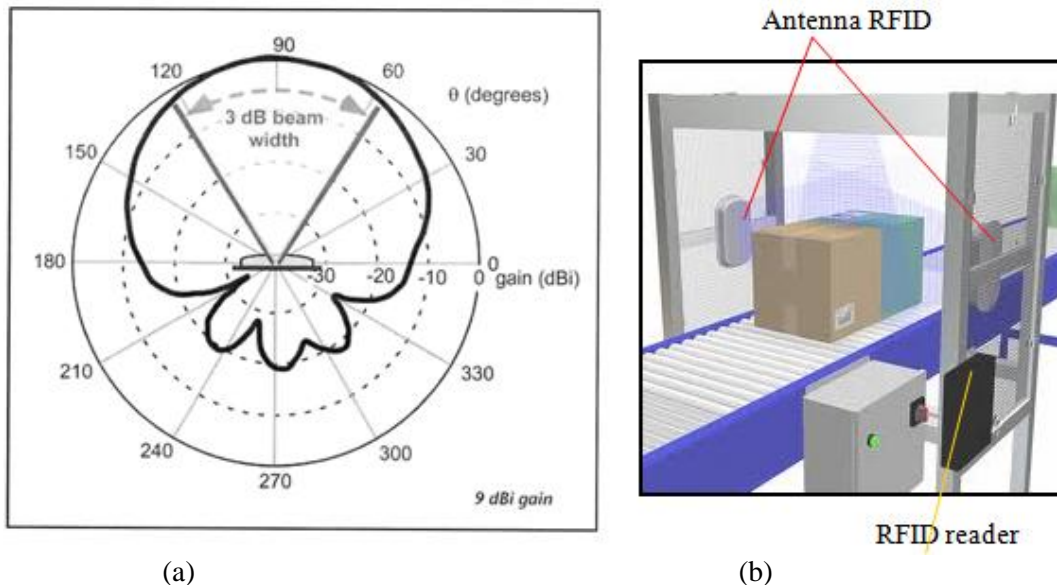 Antenna RFID
90
120
60
θ (degrees)
3 dB beam
width
150
30
180
0
-30
-20
-10
0
gain (dBi)
210
330
240
300
270
9 dBi gain
RFID reader
(a)
(b)